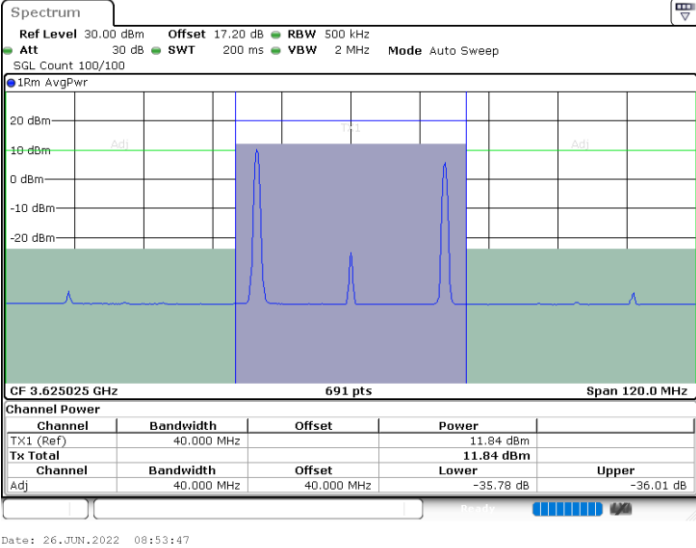 Spectrum
Ref Level 30.00 dBm Offset 17.20 dB RBW 500 kHz
Att 30 dB SWT 200 ms VBW 2 MHz Mode Auto Sweep
SGL Count 100/100
1Rm AvgPwr
20 dBm
TX1
Adj 10 dBm Adj
0 dBm
-10 dBm
-20 dBm
CF 3.625025 GHz 691 pts Span 120.0 MHz
Channel Power
Channel Bandwidth Offset Power
TX1 (Ref) 40.000 MHz 11.84 dBm
Tx Total 11.84 dBm
Channel Bandwidth Offset Lower Upper
Adj 40.000 MHz 40.000 MHz -35.78 dB -36.01 dB
Ready
Date: 26.JUN.2022 08:53:47